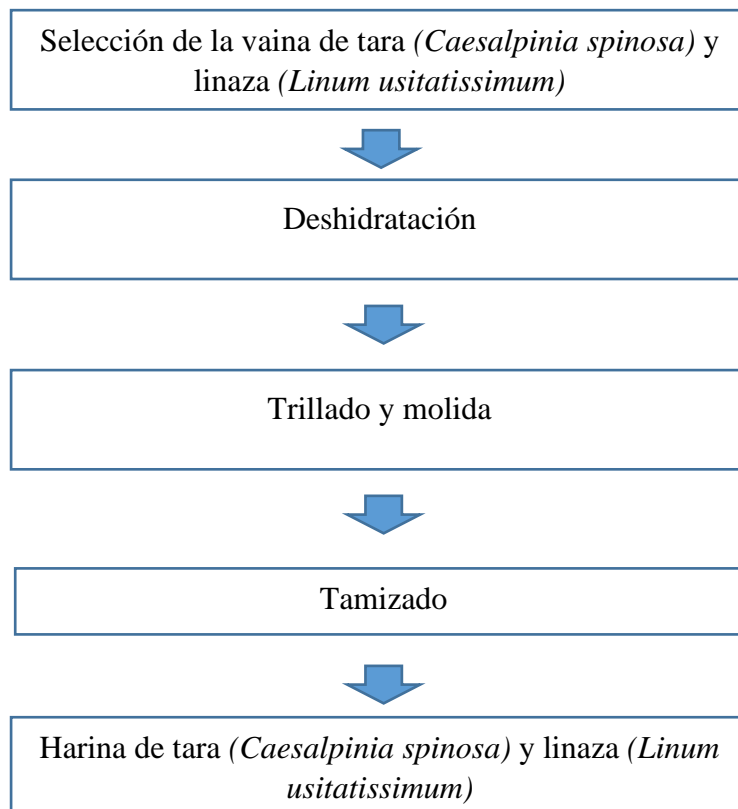 Selección de la vaina de tara (Caesalpinia spinosa) y
linaza (Linum usitatissimum)
Deshidratación
Trillado y molida
Tamizado
Harina de tara (Caesalpinia spinosa) y linaza (Linum
usitatissimum)